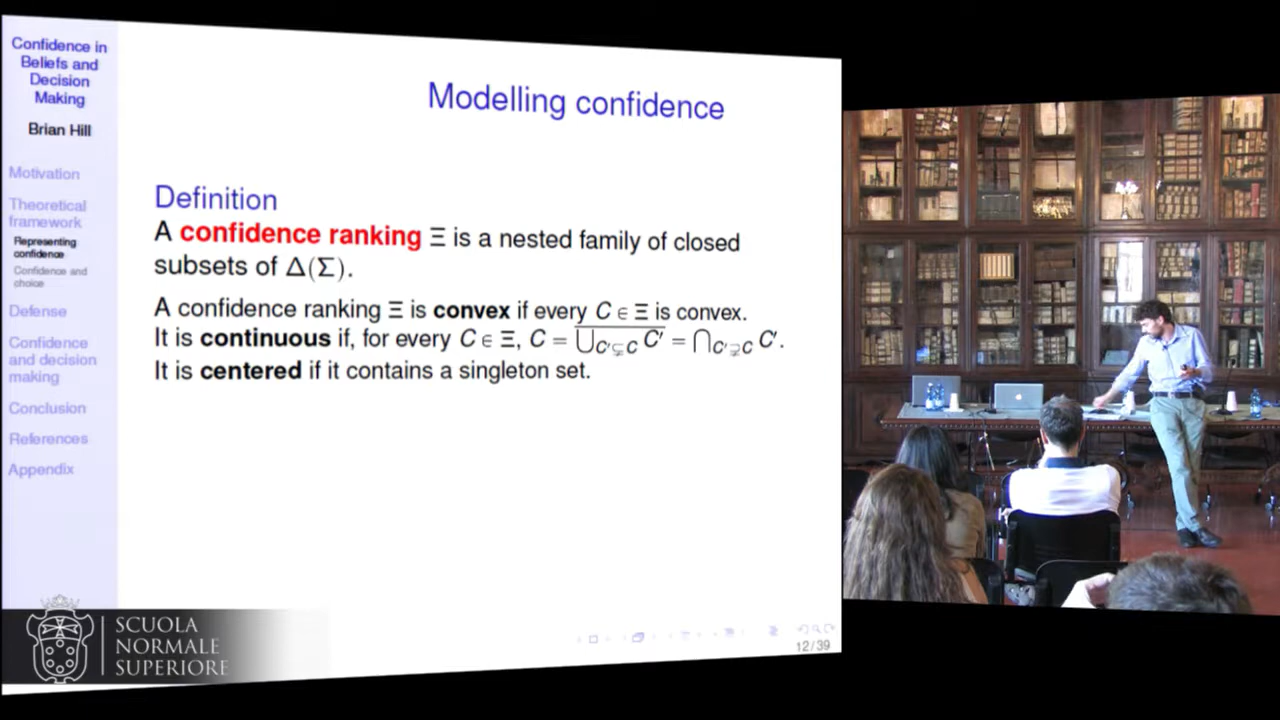 Confidence in
Beliefs and
Decision
Making
Brian Hill
Motivation
Theoretical
framework
Representing
confidence
Confidence and
choice
Defense
Confidence
and decision
making
Conclusion
References
Appendix
Modelling confidence
Definition
A confidence ranking Ξ is a nested family of closed
subsets of Δ(Σ).
A confidence ranking Ξ is convex if every C ∈ Ξ is convex.
It is continuous if, for every C ∈ Ξ, C = \overline{⋃_{C'⊊C} C'} = ⋂_{C'⊋C} C'.
It is centered if it contains a singleton set.
12/39
SCUOLA
NORMALE
SUPERIORE